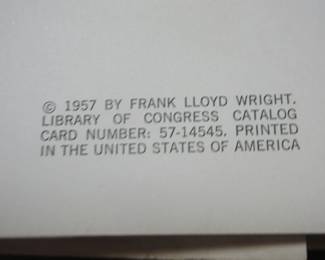 © 1957 BY FRANK LLOYD WRIGHT.
LIBRARY OF CONGRESS CATALOG
CARD NUMBER: 57-14545. PRINTED
IN THE UNITED STATES OF AMERICA